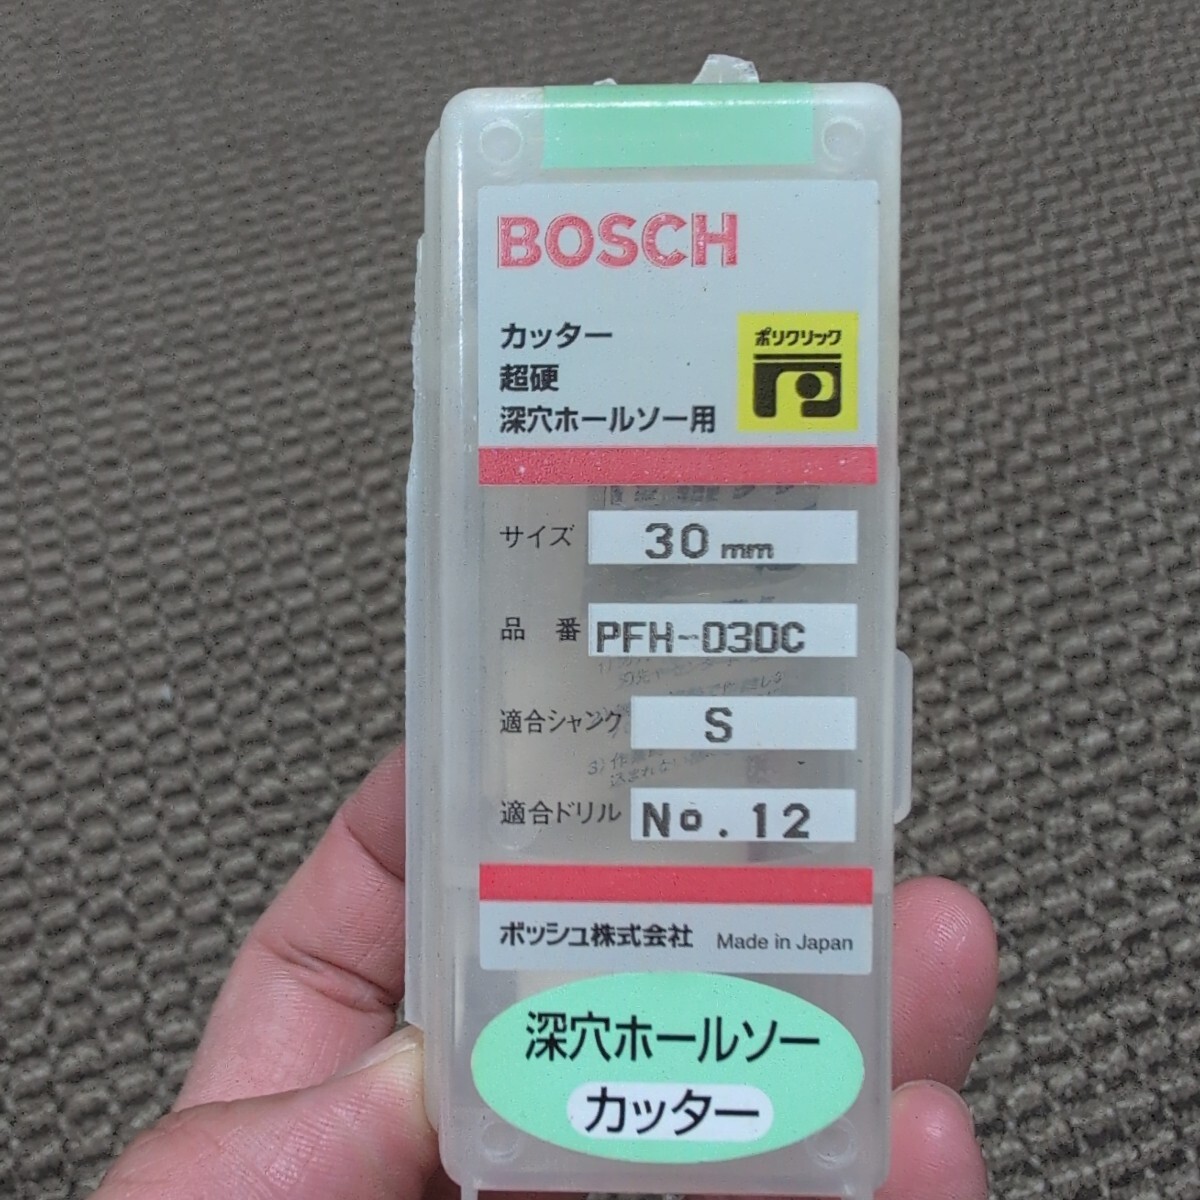 BOSCH
カッター
超硬
深穴ホールソー用
ポリクリック
サイズ 30 mm
品 番 PFH-030C
適合シャンク S
適合ドリル No.12
ボッシュ株式会社 Made in Japan
深穴ホールソー
カッター